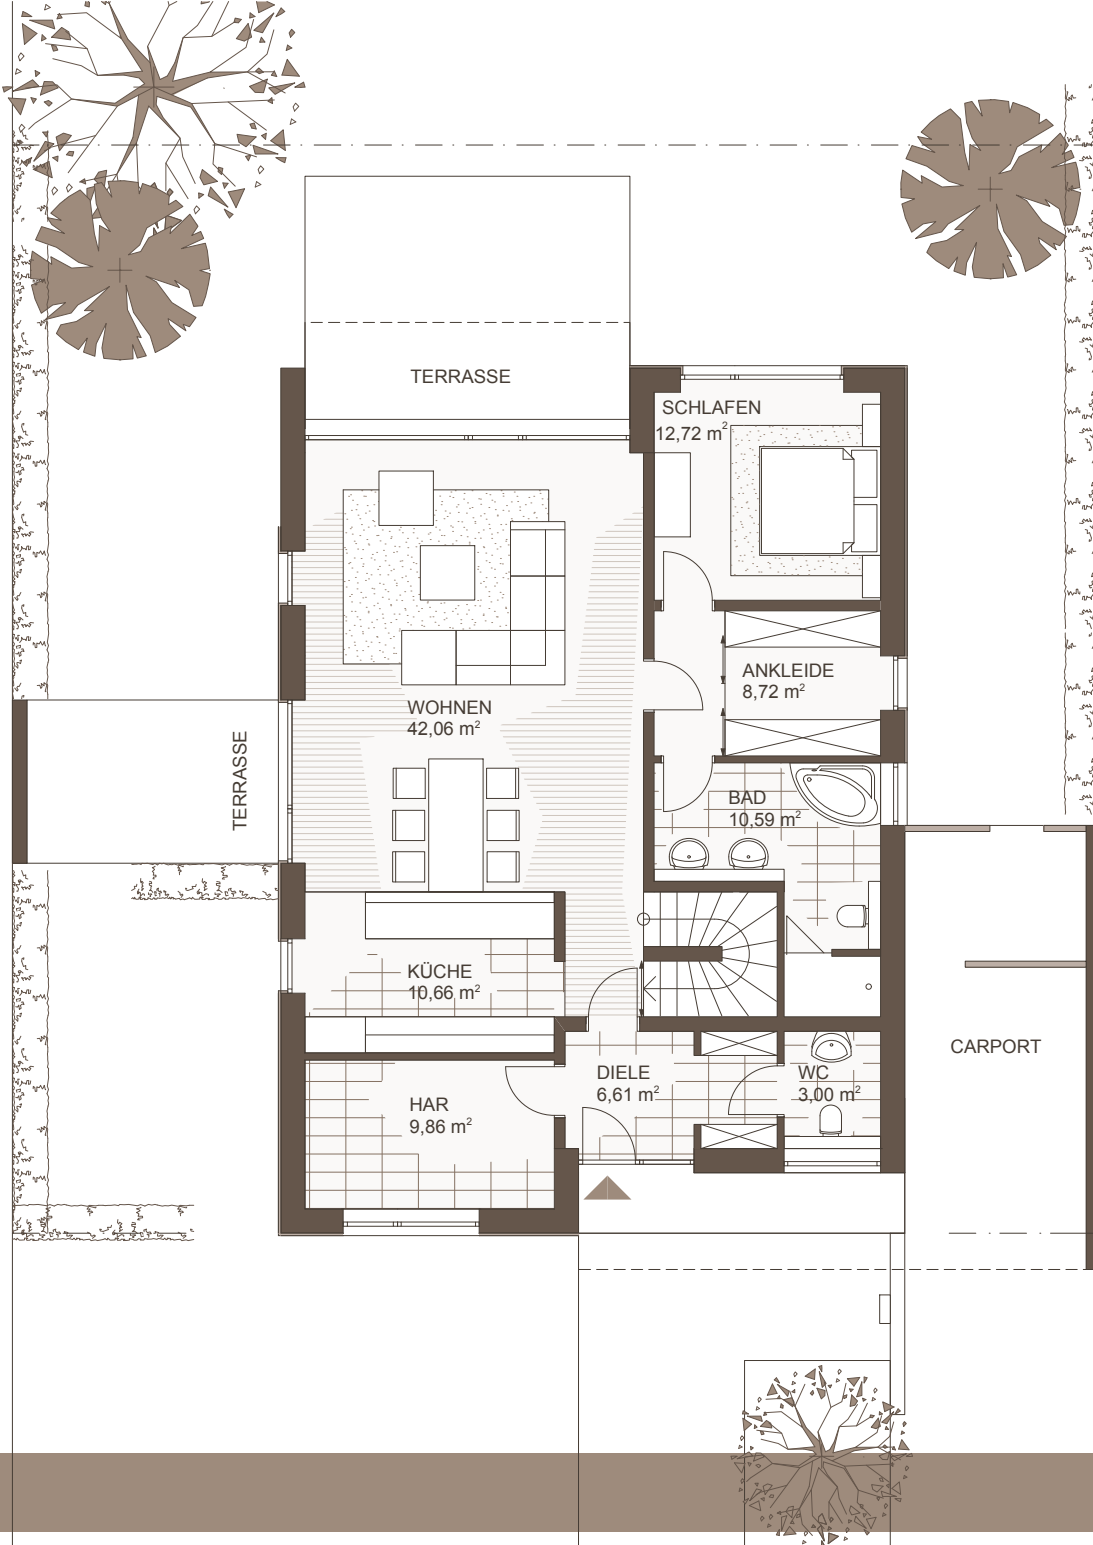 TERRASSE
SCHLAFEN
12,72 m²
ANKLEIDE
8,72 m²
WOHNEN
42,06 m²
TERRASSE
BAD
10,59 m²
KÜCHE
10,66 m²
CARPORT
DIELE
6,61 m²
WC
3,00 m²
HAR
9,86 m²